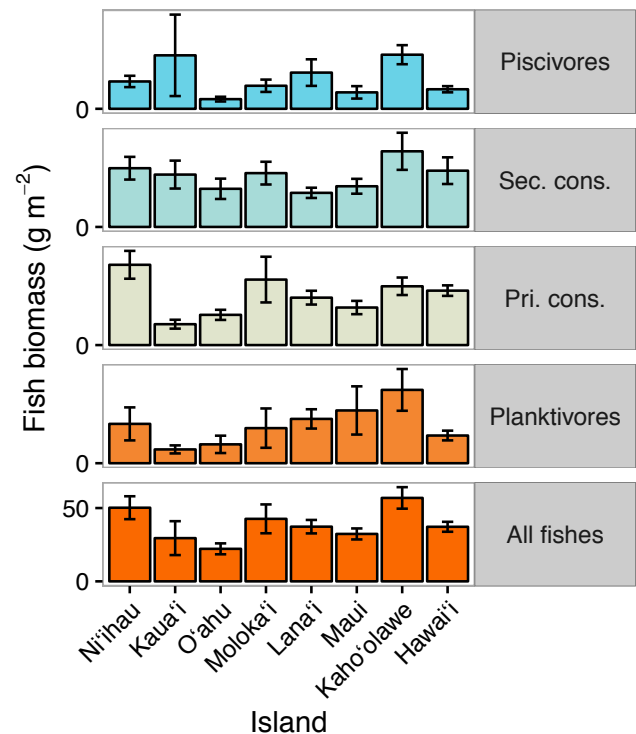 Fish biomass (g m−2)
0
Piscivores
0
Sec. cons.
0
Pri. cons.
0
Planktivores
50
0
All fishes
Ni‘ihau
Kaua‘i
O‘ahu
Moloka‘i
Lana‘i
Maui
Kaho‘olawe
Hawai‘i
Island